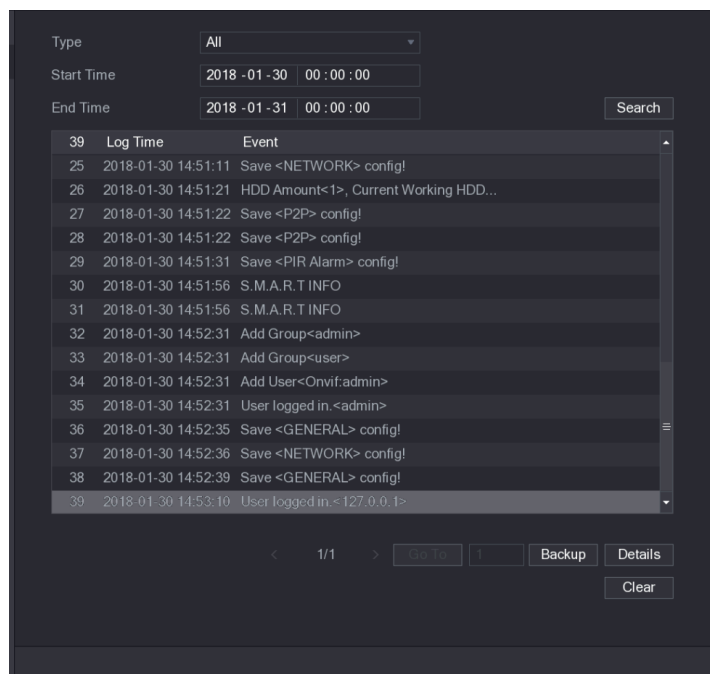 Type All
Start Time 2018 -01 -30 00 : 00 : 00
End Time 2018 -01 -31 00 : 00 : 00 Search
39 Log Time Event
25 2018-01-30 14:51:11 Save <NETWORK> config!
26 2018-01-30 14:51:21 HDD Amount<1>, Current Working HDD...
27 2018-01-30 14:51:22 Save <P2P> config!
28 2018-01-30 14:51:22 Save <P2P> config!
29 2018-01-30 14:51:31 Save <PIR Alarm> config!
30 2018-01-30 14:51:56 S.M.A.R.T INFO
31 2018-01-30 14:51:56 S.M.A.R.T INFO
32 2018-01-30 14:52:31 Add Group<admin>
33 2018-01-30 14:52:31 Add Group<user>
34 2018-01-30 14:52:31 Add User<Onvif:admin>
35 2018-01-30 14:52:31 User logged in.<admin>
36 2018-01-30 14:52:35 Save <GENERAL> config!
37 2018-01-30 14:52:36 Save <NETWORK> config!
38 2018-01-30 14:52:39 Save <GENERAL> config!
39 2018-01-30 14:53:10 User logged in.<127.0.0.1>
< 1/1 > Go To 1 Backup Details
Clear